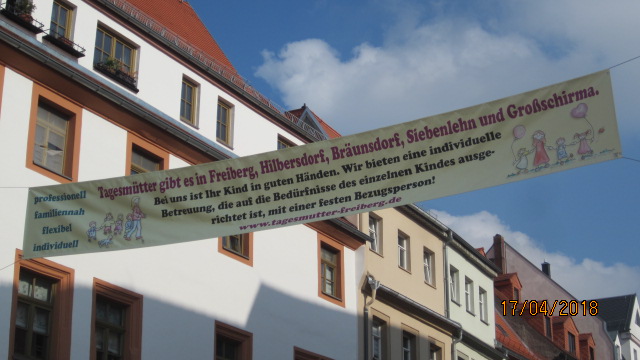 Tagesmütter gibt es in Freiberg, Hilbersdorf, Bräunsdorf, Siebenlehn und Großschirma.
Bei uns ist Ihr Kind in guten Händen. Wir bieten eine individuelle
Betreuung, die auf die Bedürfnisse des einzelnen Kindes ausge-
richtet ist, mit einer festen Bezugsperson!
www.tagesmutter-freiberg.de
professionell
familiennah
flexibel
individuell
17/04/2018